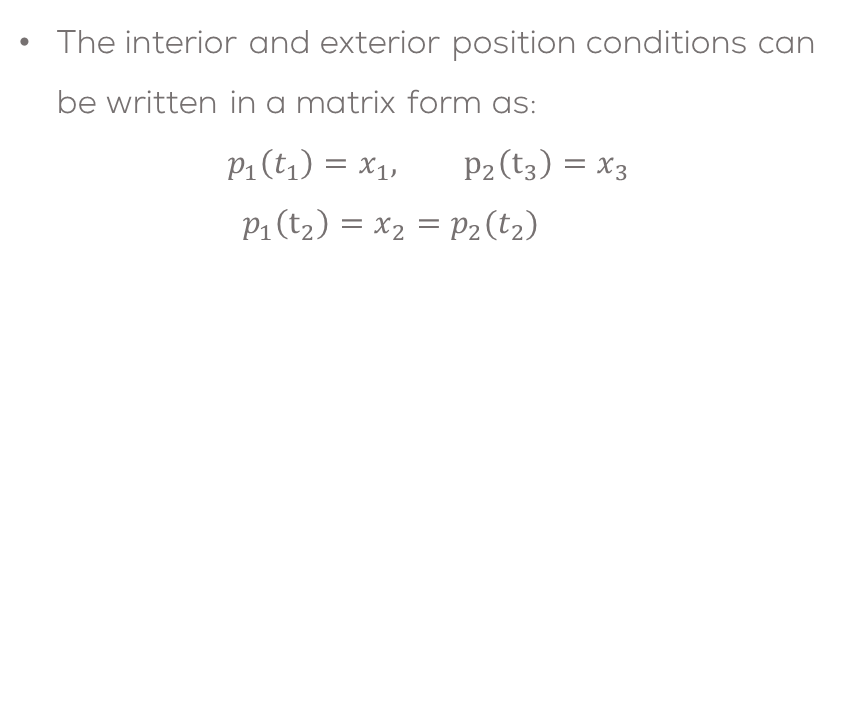 • The interior and exterior position conditions can
be written in a matrix form as:
𝑝₁(𝑡₁) = 𝑥₁, p₂(t₃) = 𝑥₃
𝑝₁(t₂) = 𝑥₂ = 𝑝₂(𝑡₂)